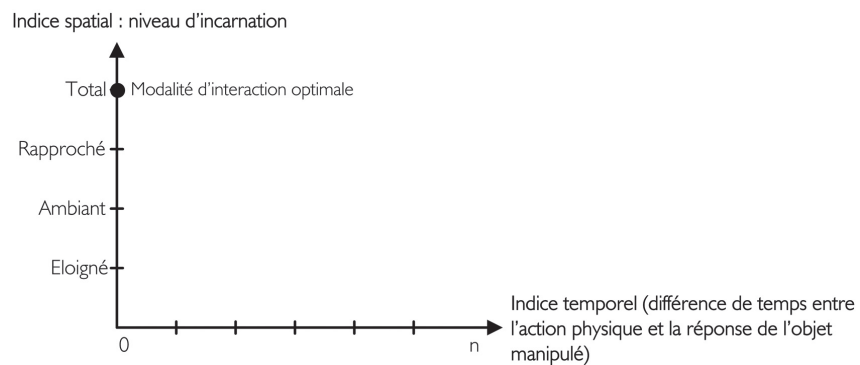 Indice spatial : niveau d'incarnation
Total
Modalité d'interaction optimale
Rapproché
Ambiant
Eloigné
0
n
Indice temporel (différence de temps entre
l'action physique et la réponse de l'objet
manipulé)